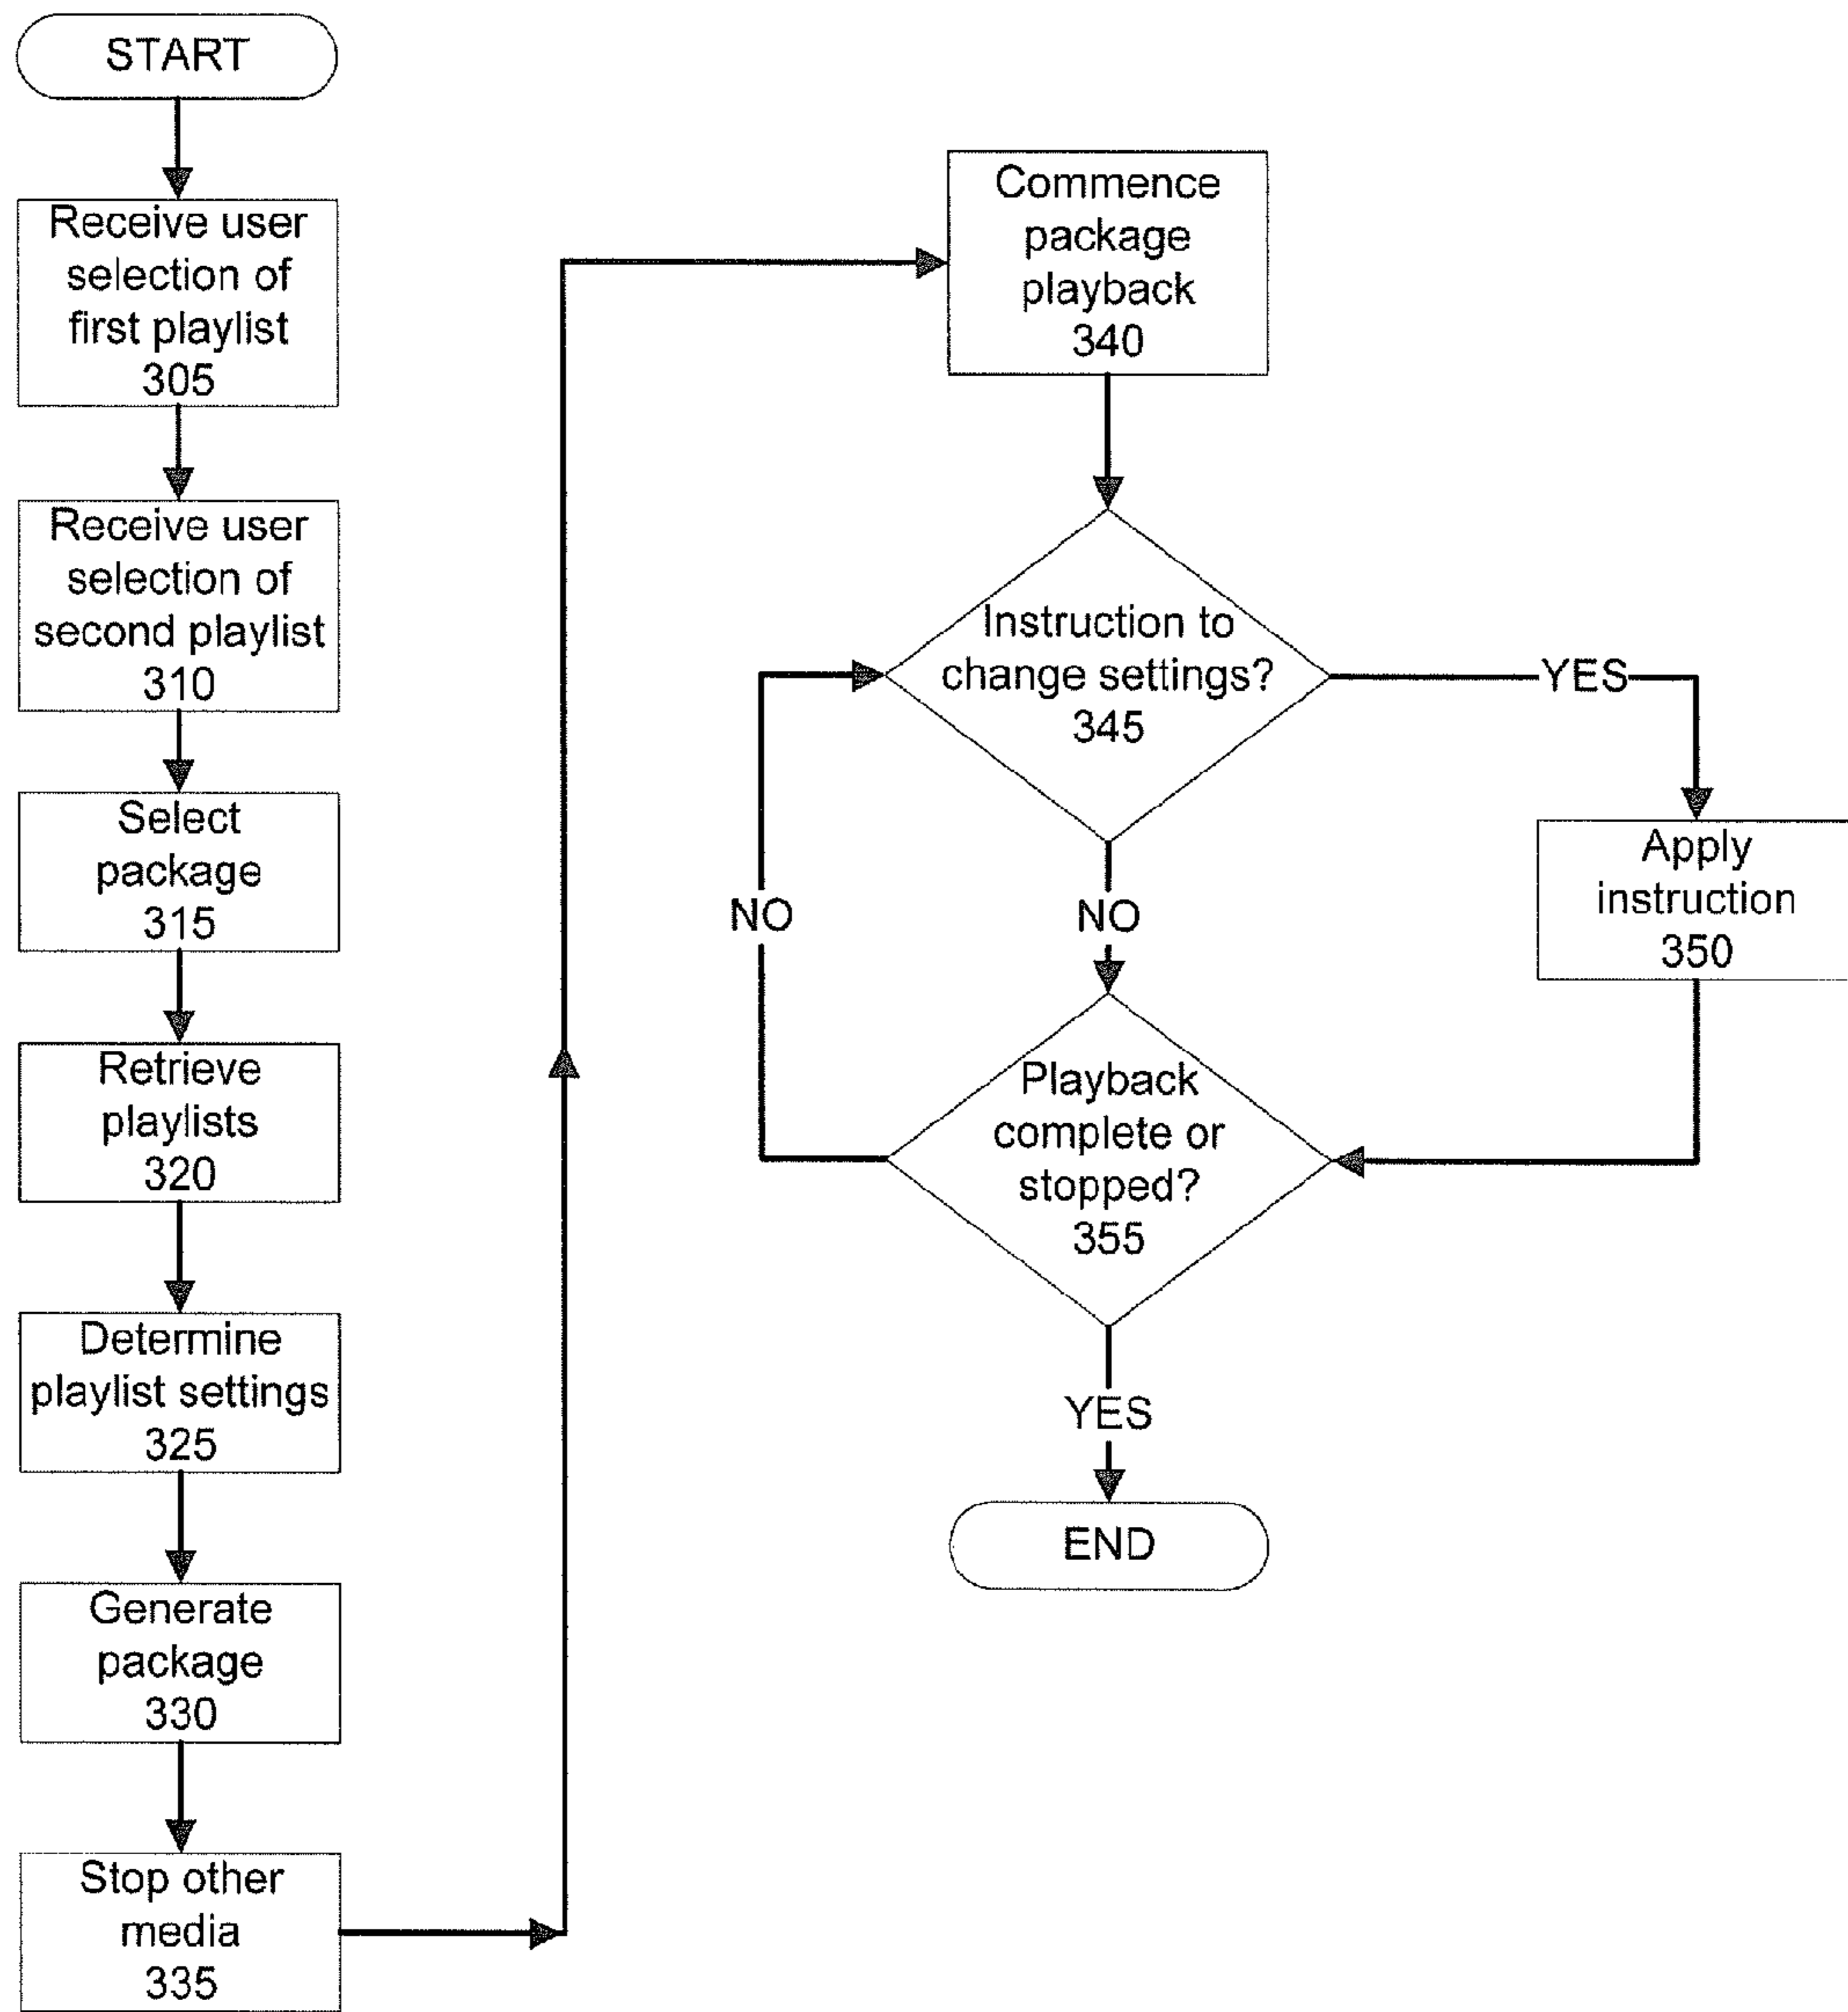 START
Receive user
selection of
first playlist
305
Receive user
selection of
second playlist
310
Select
package
315
Retrieve
playlists
320
Determine
playlist settings
325
Generate
package
330
Stop other
media
335
Commence
package
playback
340
Instruction to
change settings?
345
YES
Apply
instruction
350
NO
NO
Playback
complete or
stopped?
355
YES
END